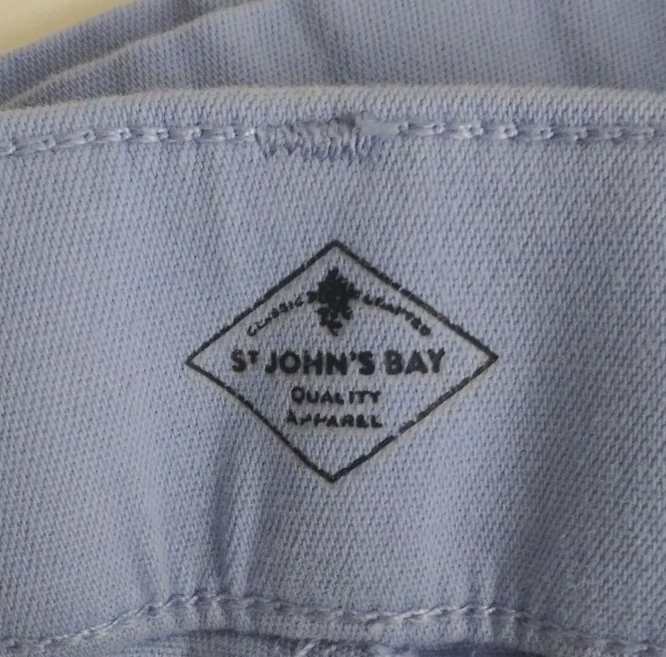 CLASSIC CRAFTED
ST JOHN'S BAY
QUALITY
APPAREL